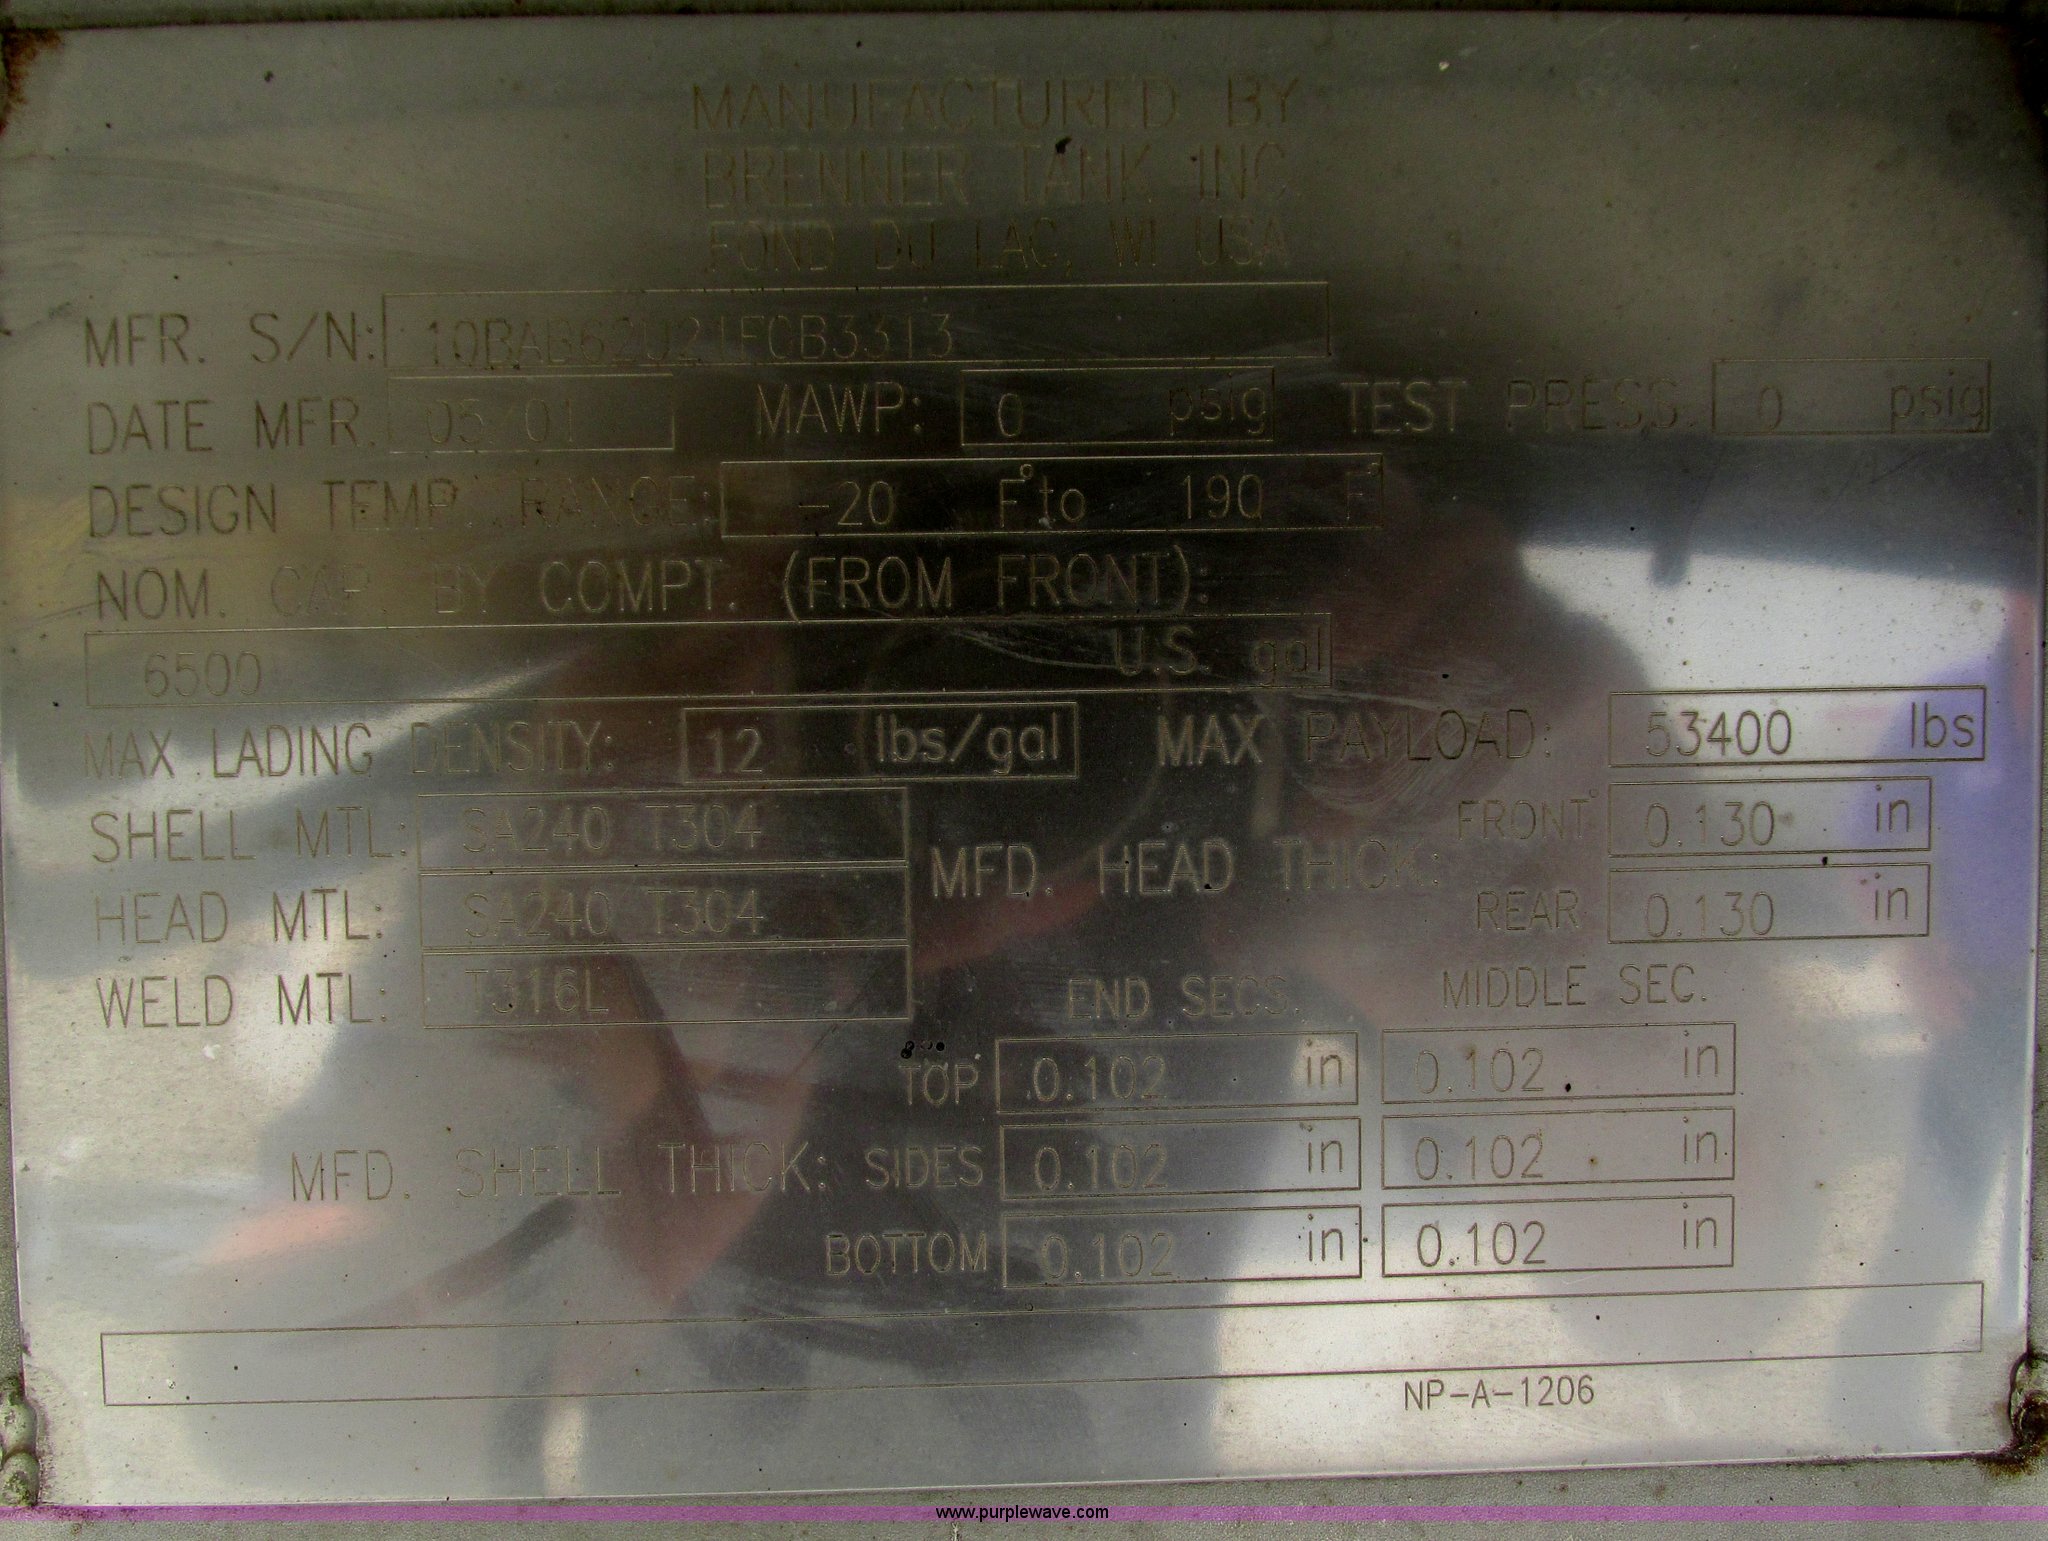 MANUFACTURED BY
BRENNER TANK INC
FOND DU LAC, WI USA
MFR. S/N: 10BAB62U21F0B3313
DATE MFR. 05/01 MAWP: 0 psig TEST PRESS. 0 psig
DESIGN TEMP. RANGE: -20 F° to 190 F°
NOM. CAP. BY COMPT. (FROM FRONT):
6500 U.S. gal
MAX LADING DENSITY: 12 lbs/gal MAX PAYLOAD: 53400 lbs
SHELL MTL: SA240 T304
MFD. HEAD THICK: FRONT 0.130 in
HEAD MTL: SA240 T304
REAR 0.130 in
WELD MTL: T316L
END SECS. MIDDLE SEC.
TOP 0.102 in 0.102 in
MFD. SHELL THICK: SIDES 0.102 in 0.102 in
BOTTOM 0.102 in 0.102 in
NP-A-1206
www.purplewave.com